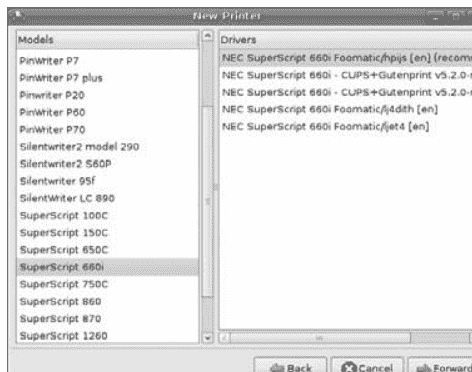 New Printer
Models
PinWriter P7
PinWriter P7 plus
Pinwriter P20
PinWriter P60
PinWriter P70
Silentwriter2 model 290
Silentwriter2 S60P
Silentwriter 95f
SilentWriter LC 890
SuperScript 100C
SuperScript 150C
SuperScript 650C
SuperScript 660i
SuperScript 750C
SuperScript 860
SuperScript 870
SuperScript 1260
Drivers
NEC SuperScript 660i Foomatic/hpijs [en] (recom
NEC SuperScript 660i - CUPS+Gutenprint v5.2.0-
NEC SuperScript 660i - CUPS+Gutenprint v5.2.0-
NEC SuperScript 660i Foomatic/lj4dith [en]
NEC SuperScript 660i Foomatic/ljet4 [en]
Back
Cancel
Forward